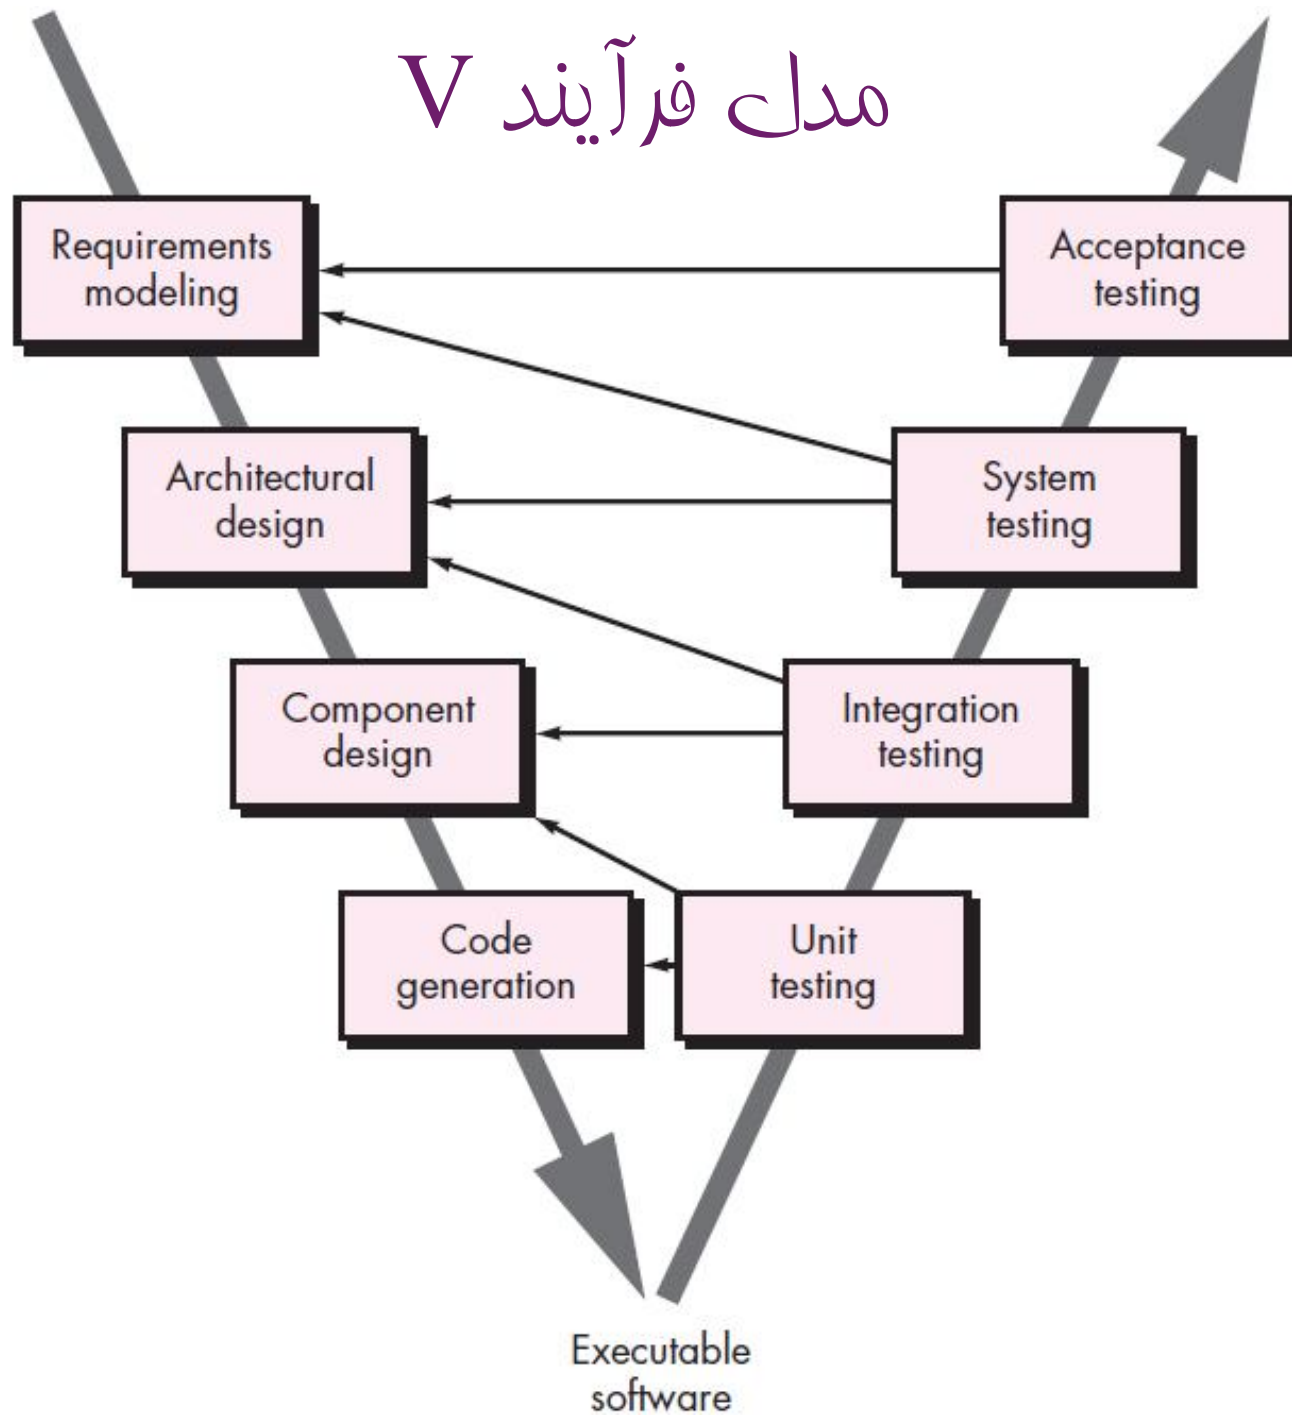 مدل فرآیند V
Requirements
modeling
Acceptance
testing
Architectural
design
System
testing
Component
design
Integration
testing
Code
generation
Unit
testing
Executable
software